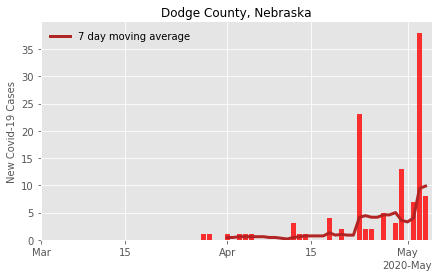 Dodge County, Nebraska
7 day moving average
New Covid-19 Cases
35
30
25
20
15
10
5
0
Mar 15 Apr 15 May
2020-May